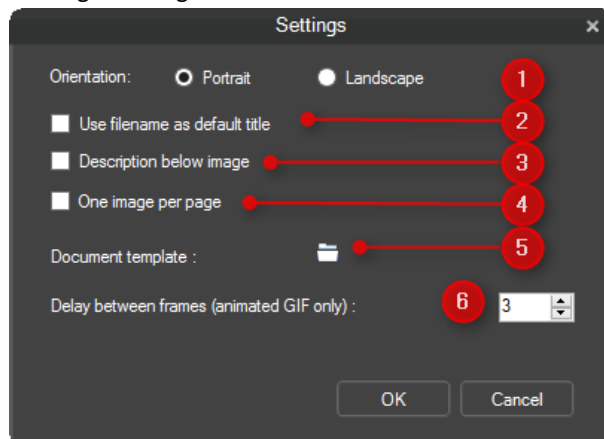 Settings
Orientation: Portrait Landscape 1
Use filename as default title 2
Description below image 3
One image per page 4
Document template : 5
Delay between frames (animated GIF only) : 6 3
OK Cancel